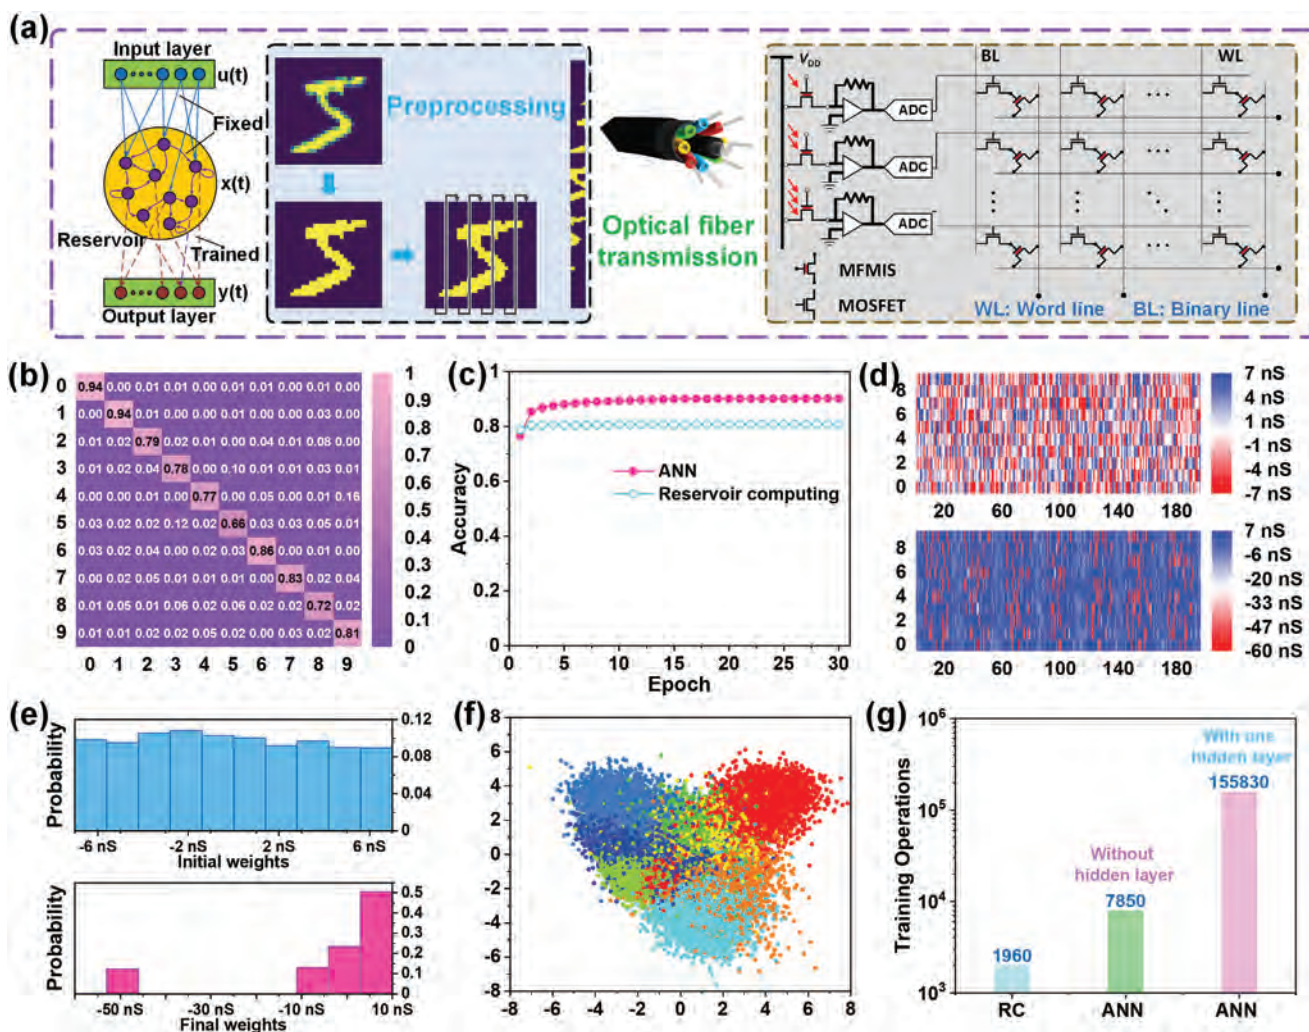 (a)
Input layer
u(t)
Fixed
x(t)
Reservoir
Trained
y(t)
Output layer
Preprocessing
Optical fiber
transmission
VDD
BL
WL
ADC
ADC
ADC
MFMIS
MOSFET
WL: Word line
BL: Binary line
(b)
0 0.94 0.00 0.01 0.01 0.00 0.01 0.01 0.00 0.01 0.00
1 0.00 0.94 0.01 0.00 0.00 0.01 0.00 0.00 0.03 0.00
2 0.01 0.02 0.79 0.02 0.01 0.00 0.04 0.01 0.08 0.00
3 0.01 0.02 0.04 0.78 0.00 0.10 0.01 0.01 0.03 0.01
4 0.00 0.00 0.01 0.00 0.77 0.00 0.05 0.00 0.01 0.16
5 0.03 0.02 0.02 0.12 0.02 0.66 0.03 0.03 0.05 0.01
6 0.03 0.02 0.04 0.00 0.02 0.03 0.86 0.00 0.01 0.00
7 0.00 0.02 0.05 0.01 0.01 0.01 0.00 0.83 0.02 0.04
8 0.01 0.05 0.01 0.06 0.02 0.06 0.02 0.02 0.72 0.02
9 0.01 0.01 0.02 0.02 0.05 0.02 0.00 0.03 0.02 0.81
0 1 2 3 4 5 6 7 8 9
1
0.9
0.8
0.7
0.6
0.5
0.4
0.3
0.2
0.1
0
(c)
Accuracy
1
0.8
0.6
0.4
0.2
0
ANN
Reservoir computing
0 5 10 15 20 25 30
Epoch
(d)
8
6
4
2
0
20 60 100 140 180
7 nS
4 nS
1 nS
-1 nS
-4 nS
-7 nS
8
6
4
2
0
20 60 100 140 180
7 nS
-6 nS
-20 nS
-33 nS
-47 nS
-60 nS
(e)
Probability
0.12
0.08
0.04
0
-6 nS -2 nS 2 nS 6 nS
Initial weights
Probability
0.5
0.4
0.3
0.2
0.1
0
-50 nS -30 nS -10 nS 10 nS
Final weights
(f)
8
6
4
2
0
-2
-4
-6
-8
-8 -6 -4 -2 0 2 4 6 8
(g)
Training Operations
10^6
10^5
10^4
10^3
With one
hidden layer
155830
Without
hidden layer
7850
1960
RC ANN ANN